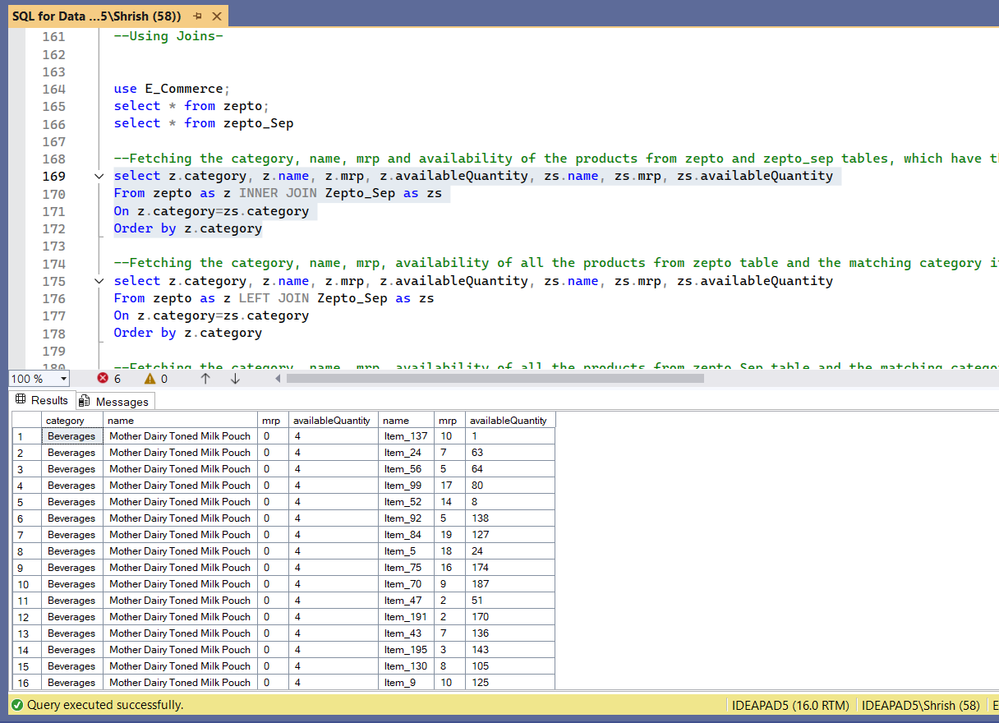 SQL for Data ...5\Shrish (58))
161 --Using Joins-
162
163
164 use E_Commerce;
165 select * from zepto;
166 select * from zepto_Sep
167
168 --Fetching the category, name, mrp and availability of the products from zepto and zepto_sep tables, which have
169 select z.category, z.name, z.mrp, z.availableQuantity, zs.name, zs.mrp, zs.availableQuantity
170 From zepto as z INNER JOIN Zepto_Sep as zs
171 On z.category=zs.category
172 Order by z.category
173
174 --Fetching the category, name, mrp, availability of all the products from zepto table and the matching category
175 select z.category, z.name, z.mrp, z.availableQuantity, zs.name, zs.mrp, zs.availableQuantity
176 From zepto as z LEFT JOIN Zepto_Sep as zs
177 On z.category=zs.category
178 Order by z.category
179
180 --Fetching the category, name, mrp, availability of all the products from zepto_Sep table and the matching
100 % 6 0
Results Messages
category name mrp availableQuantity name mrp availableQuantity
1 Beverages Mother Dairy Toned Milk Pouch 0 4 Item_137 10 1
2 Beverages Mother Dairy Toned Milk Pouch 0 4 Item_24 7 63
3 Beverages Mother Dairy Toned Milk Pouch 0 4 Item_56 5 64
4 Beverages Mother Dairy Toned Milk Pouch 0 4 Item_99 17 80
5 Beverages Mother Dairy Toned Milk Pouch 0 4 Item_52 14 8
6 Beverages Mother Dairy Toned Milk Pouch 0 4 Item_92 5 138
7 Beverages Mother Dairy Toned Milk Pouch 0 4 Item_84 19 127
8 Beverages Mother Dairy Toned Milk Pouch 0 4 Item_5 18 24
9 Beverages Mother Dairy Toned Milk Pouch 0 4 Item_75 16 174
10 Beverages Mother Dairy Toned Milk Pouch 0 4 Item_70 9 187
11 Beverages Mother Dairy Toned Milk Pouch 0 4 Item_47 2 51
12 Beverages Mother Dairy Toned Milk Pouch 0 4 Item_191 2 170
13 Beverages Mother Dairy Toned Milk Pouch 0 4 Item_43 7 136
14 Beverages Mother Dairy Toned Milk Pouch 0 4 Item_195 3 143
15 Beverages Mother Dairy Toned Milk Pouch 0 4 Item_130 8 105
16 Beverages Mother Dairy Toned Milk Pouch 0 4 Item_9 10 125
Query executed successfully. IDEAPAD5 (16.0 RTM) IDEAPAD5\Shrish (58)